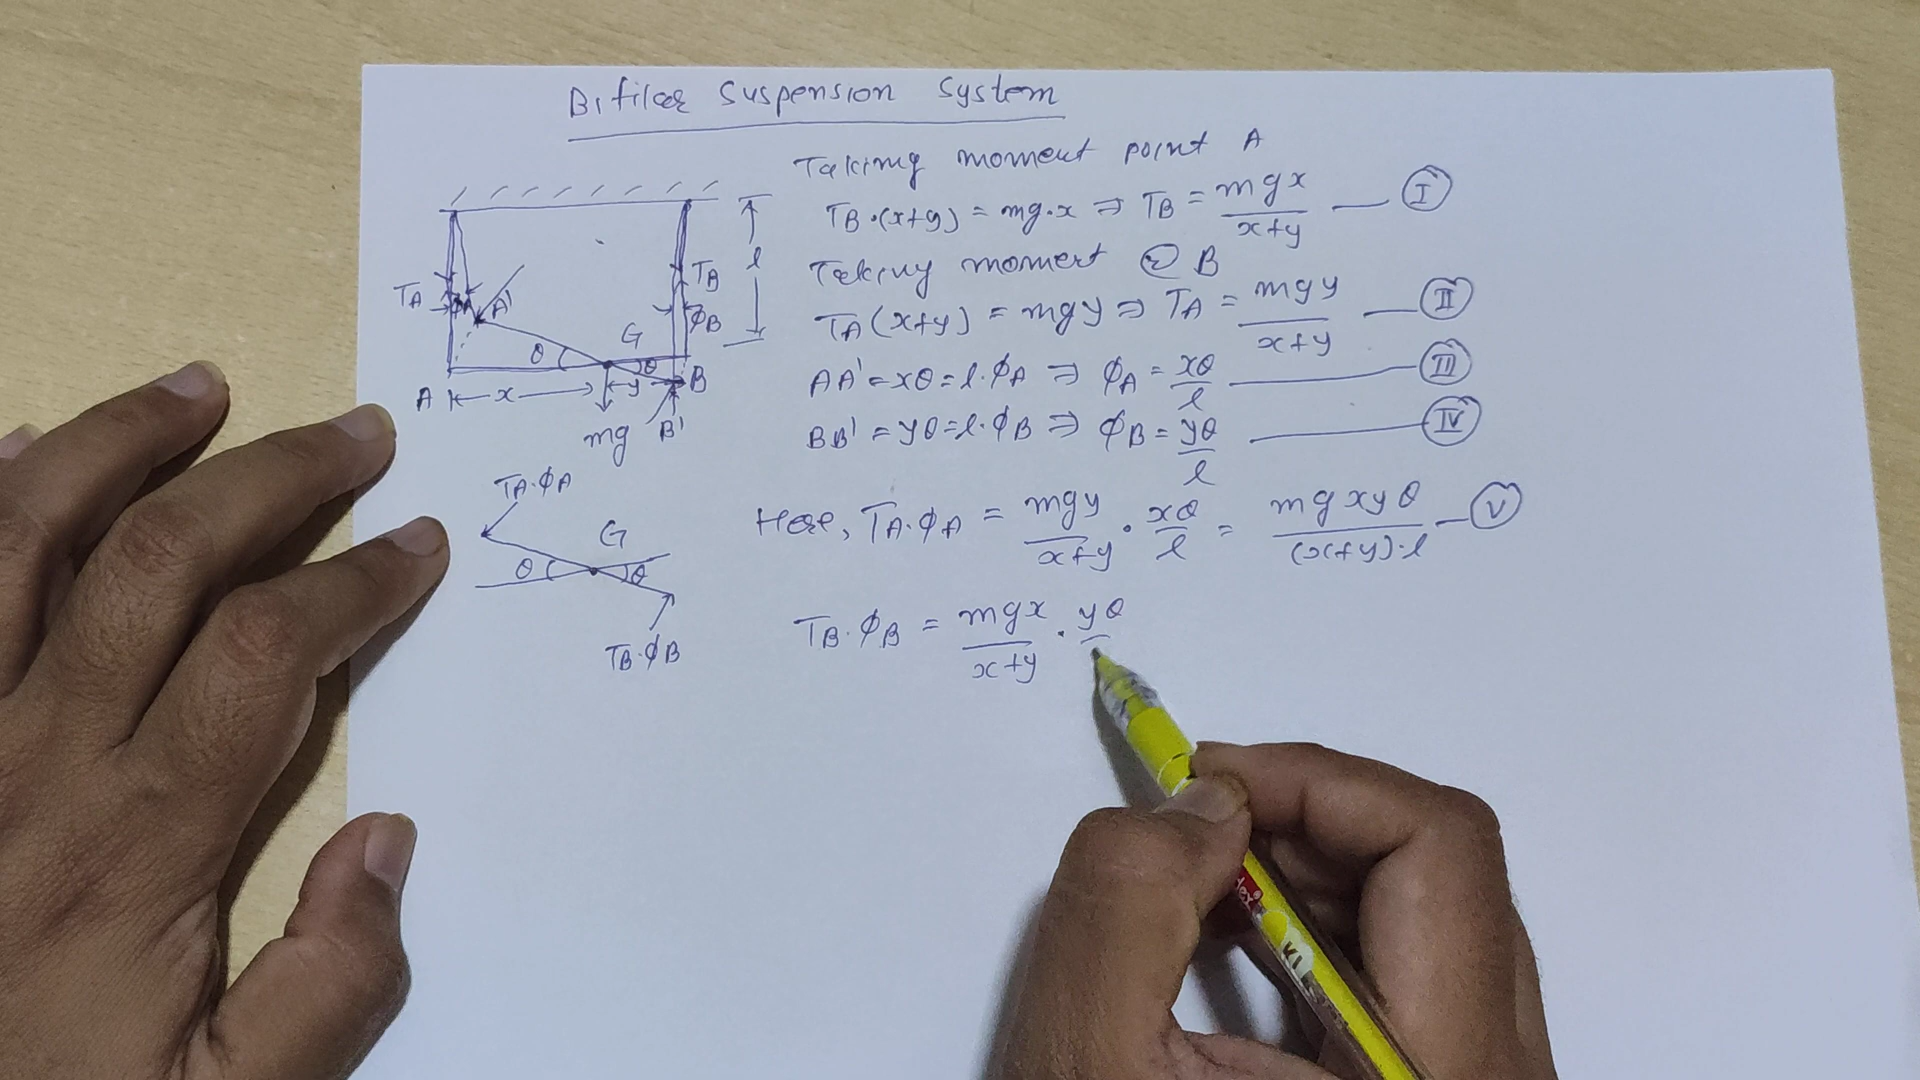 Bifilar Suspension System
Taking moment point A
TB·(x+y) = mg·x ⇒ TB = mgx/x+y — I
Taking moment @ B
TA(x+y) = mgy ⇒ TA = mgy/x+y — II
AA' = xθ = l·ϕA ⇒ ϕA = xθ/l — III
BB' = yθ = l·ϕB ⇒ ϕB = yθ/l — IV
Here, TA·ϕA = mgy/x+y · xθ/l = mgxyθ/(x+y)·l — V
TB·ϕB = mgx/x+y · yθ
TA
ϕA
A'
TB
ϕB
l
G
θ
θ
A
x
y
B
mg
B'
TA·ϕA
G
θ
θ
TB·ϕB